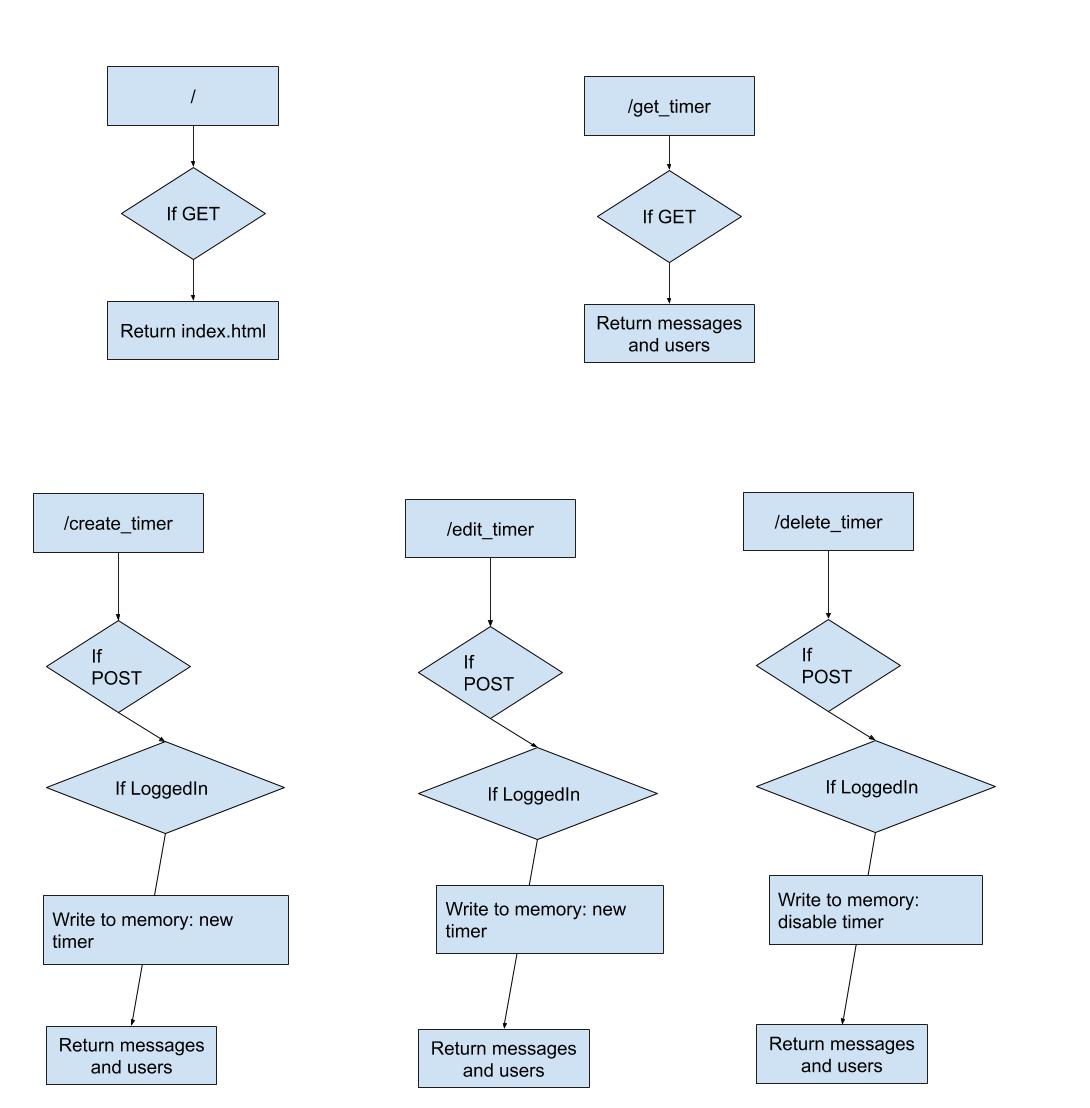 /
If GET
Return index.html
/get_timer
If GET
Return messages
and users
/create_timer
If
POST
If LoggedIn
Write to memory: new
timer
Return messages
and users
/edit_timer
If
POST
If LoggedIn
Write to memory: new
timer
Return messages
and users
/delete_timer
If
POST
If LoggedIn
Write to memory:
disable timer
Return messages
and users